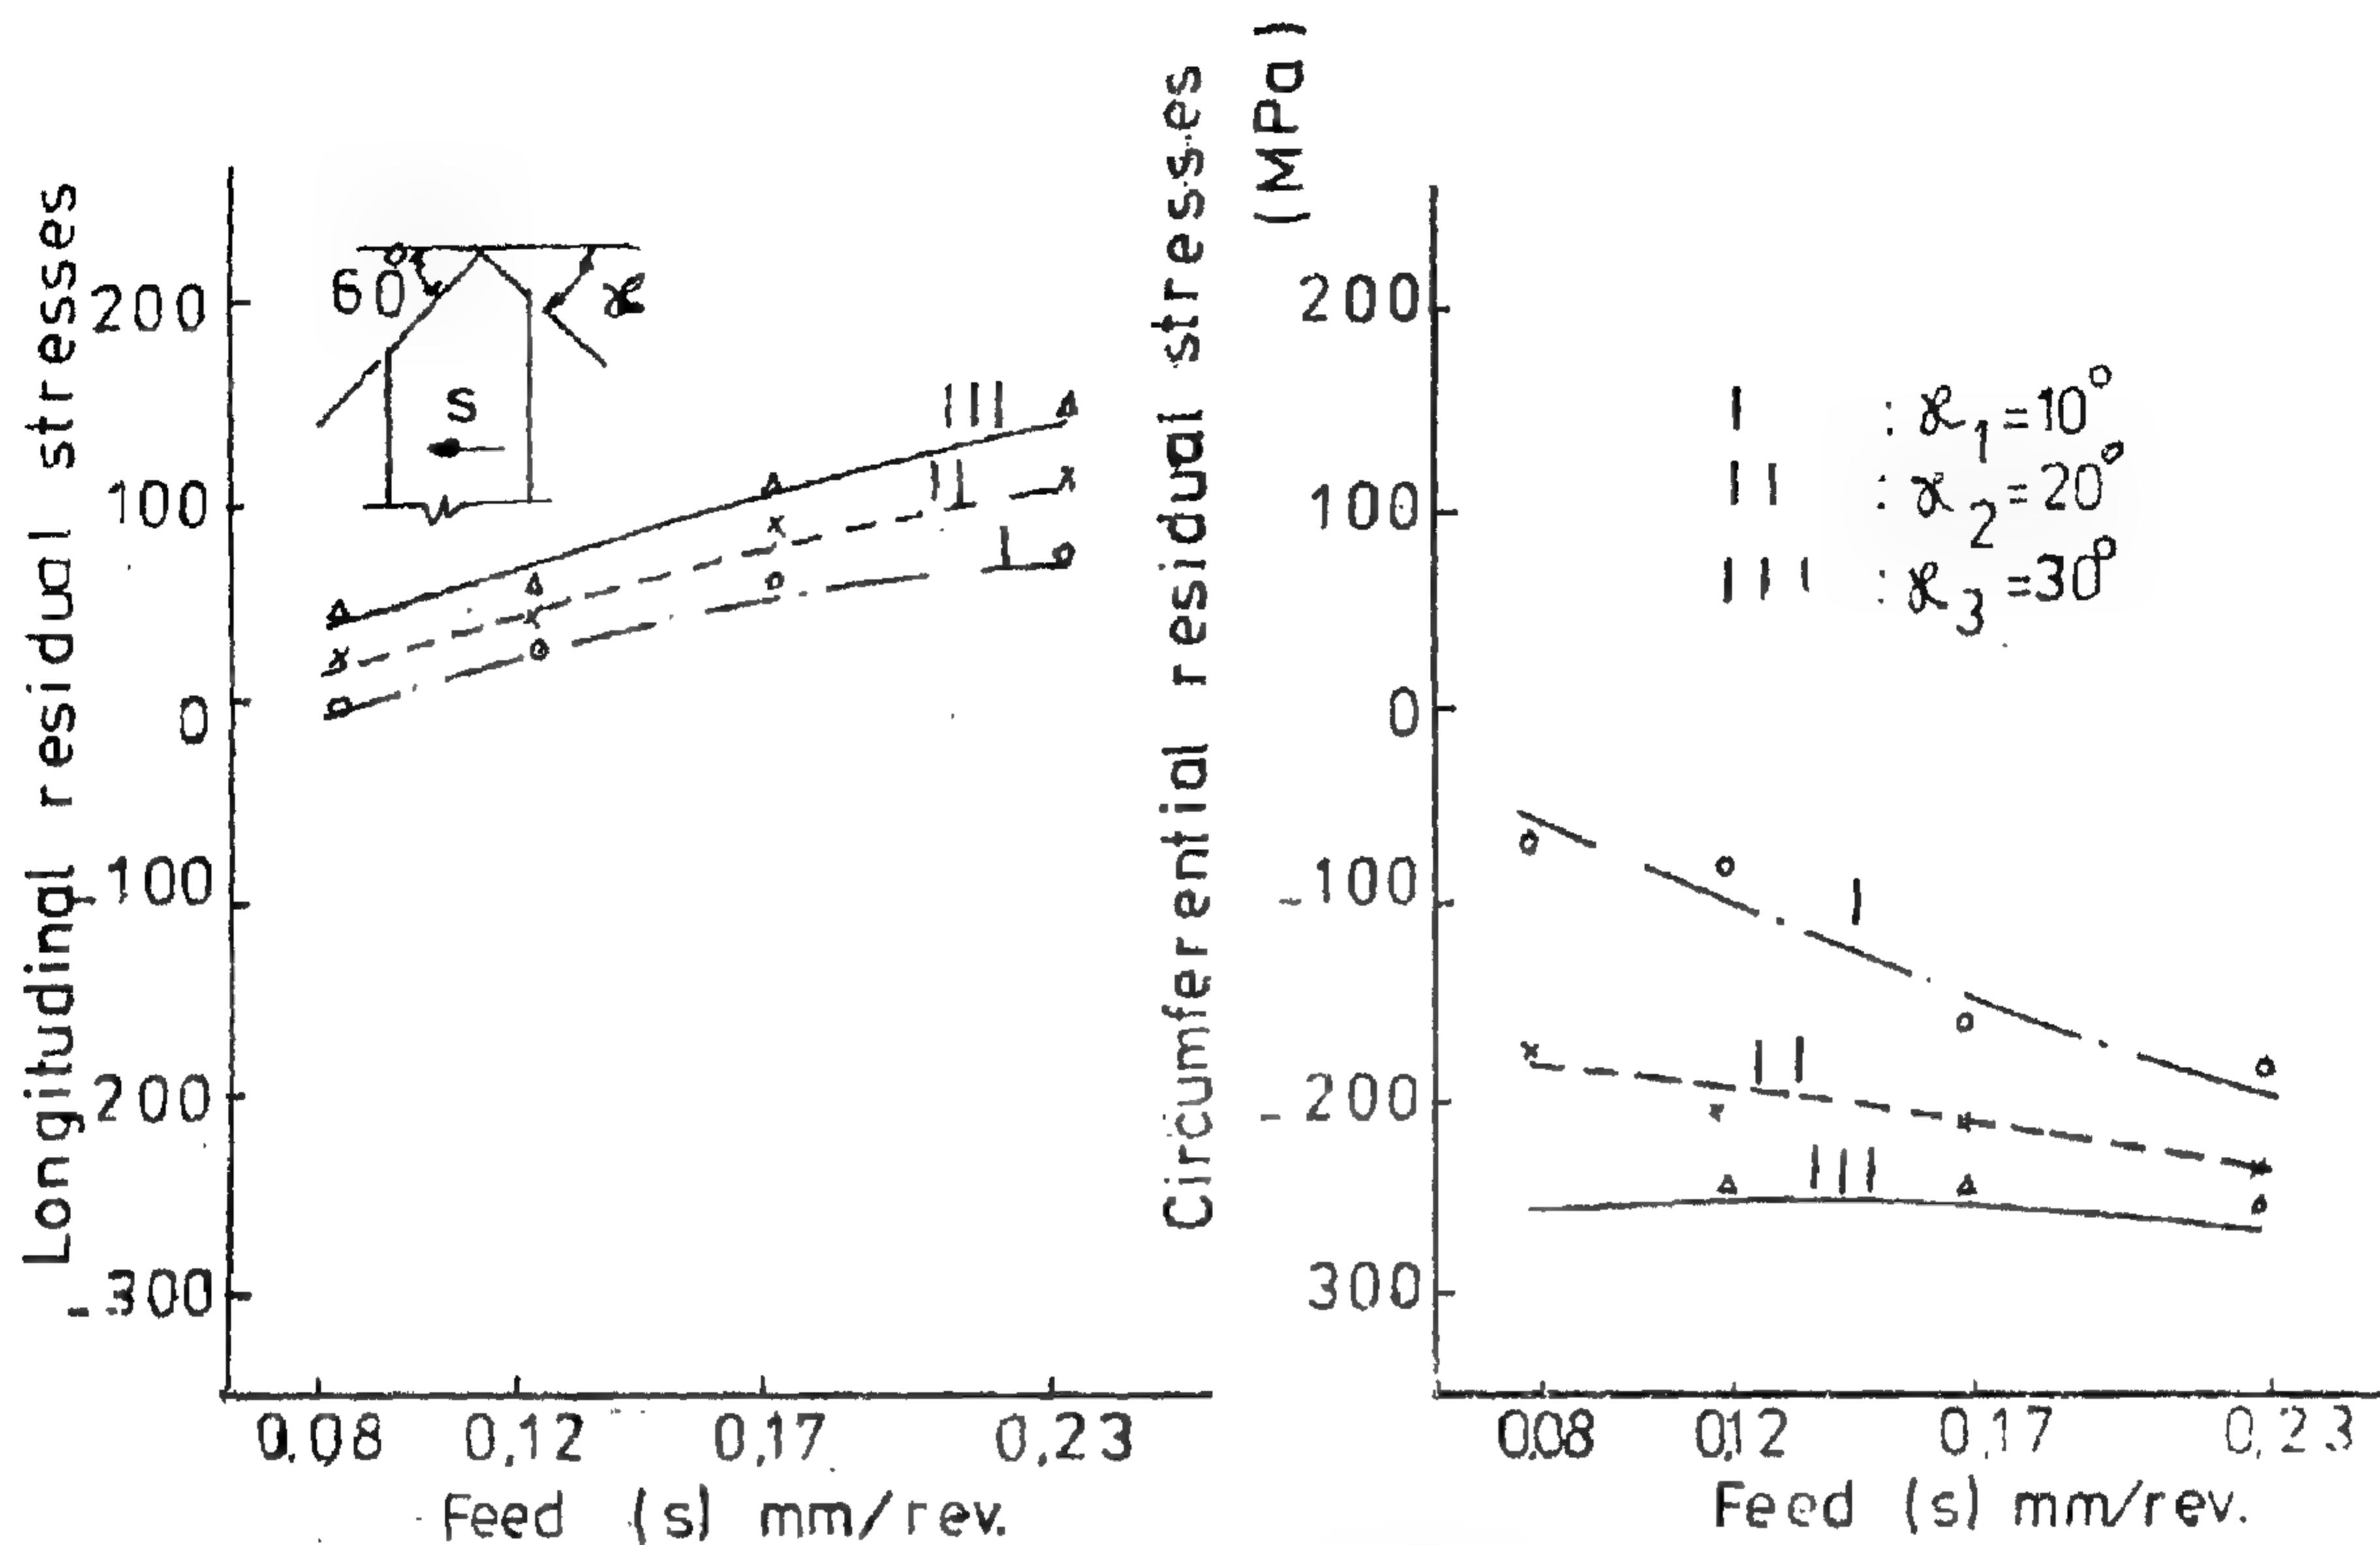 Longitudinal residual stresses
200
100
0
-100
200
-300
60°
ϰ
s
III
II
I
0,08 0,12 0,17 0,23
Feed (s) mm/rev.
Circumferential residual stresses
(MPa)
200
100
0
-100
-200
300
I : ϰ1=10°
II : ϰ2=20°
III : ϰ3=30°
I
II
III
0,08 0,12 0,17 0,23
Feed (s) mm/rev.